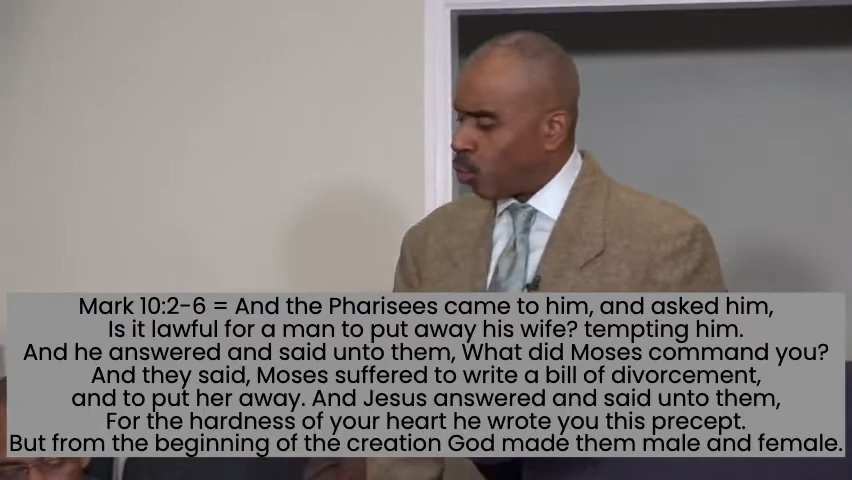 Mark 10:2-6 = And the Pharisees came to him, and asked him,
Is it lawful for a man to put away his wife? tempting him.
And he answered and said unto them, What did Moses command you?
And they said, Moses suffered to write a bill of divorcement,
and to put her away. And Jesus answered and said unto them,
For the hardness of your heart he wrote you this precept.
But from the beginning of the creation God made them male and female.